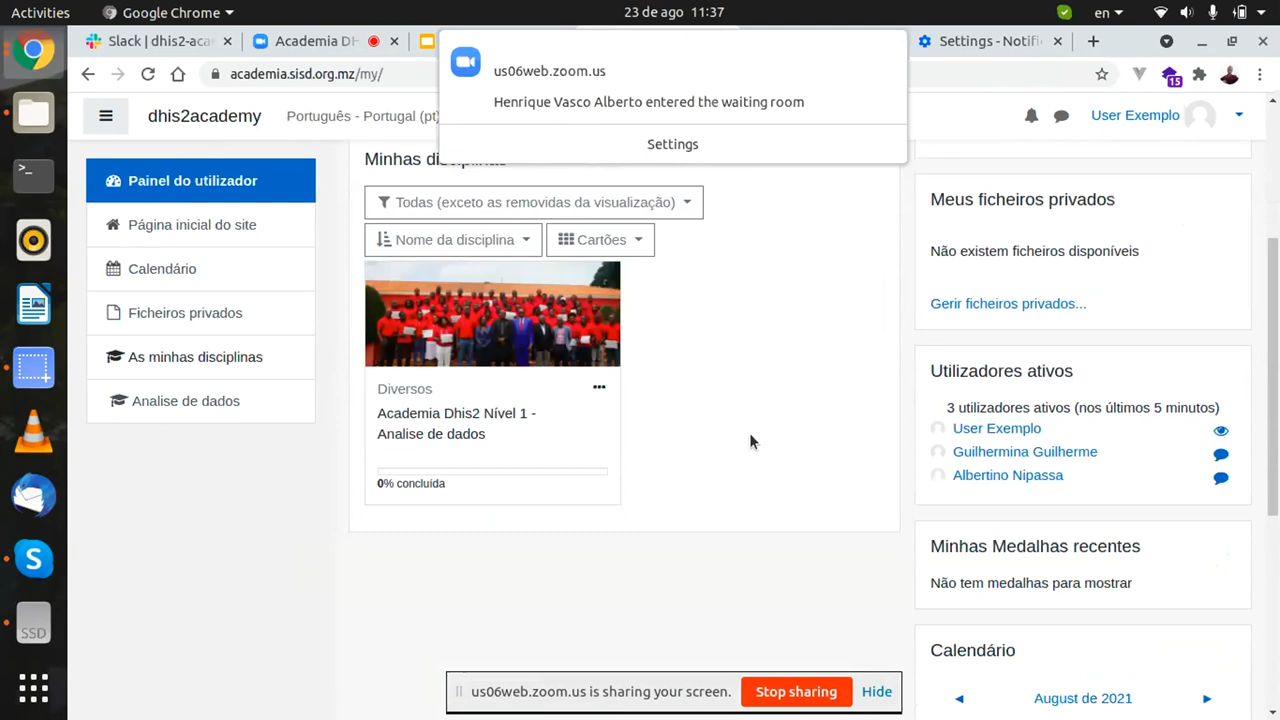 Activities
Google Chrome
23 de ago 11:37
en
Slack | dhis2-aca
Academia DH
Settings - Notifi
academia.sisd.org.mz/my/
15
us06web.zoom.us
Henrique Vasco Alberto entered the waiting room
Settings
dhis2academy
Português - Portugal (pt)
User Exemplo
Painel do utilizador
Página inicial do site
Calendário
Ficheiros privados
As minhas disciplinas
Analise de dados
Minhas disciplinas
Todas (exceto as removidas da visualização)
Nome da disciplina
Cartões
Diversos
Academia Dhis2 Nível 1 -
Analise de dados
0% concluída
Meus ficheiros privados
Não existem ficheiros disponíveis
Gerir ficheiros privados...
Utilizadores ativos
3 utilizadores ativos (nos últimos 5 minutos)
User Exemplo
Guilhermina Guilherme
Albertino Nipassa
Minhas Medalhas recentes
Não tem medalhas para mostrar
Calendário
◄ August de 2021 ►
us06web.zoom.us is sharing your screen.
Stop sharing
Hide
SSD